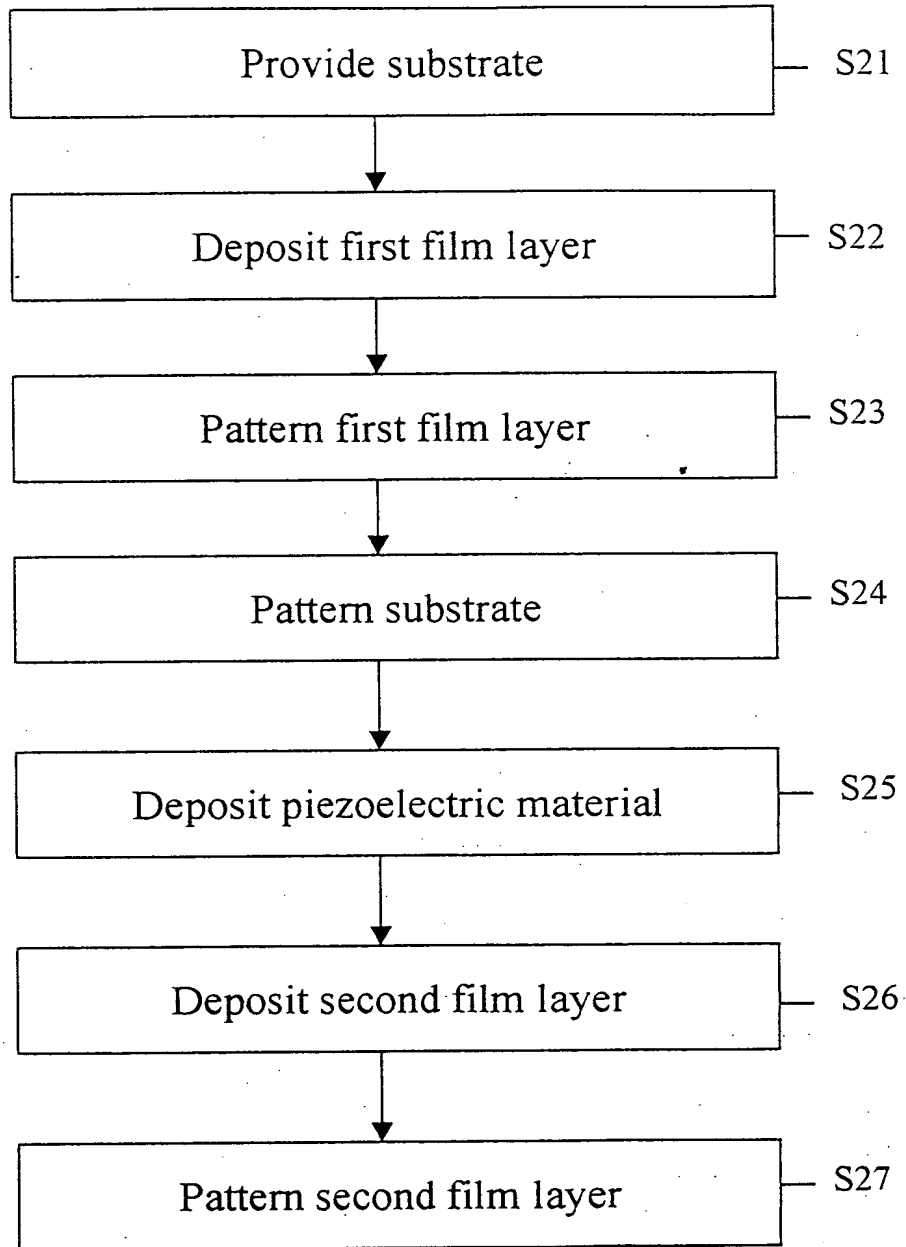 Provide substrate S21
Deposit first film layer S22
Pattern first film layer S23
Pattern substrate S24
Deposit piezoelectric material S25
Deposit second film layer S26
Pattern second film layer S27